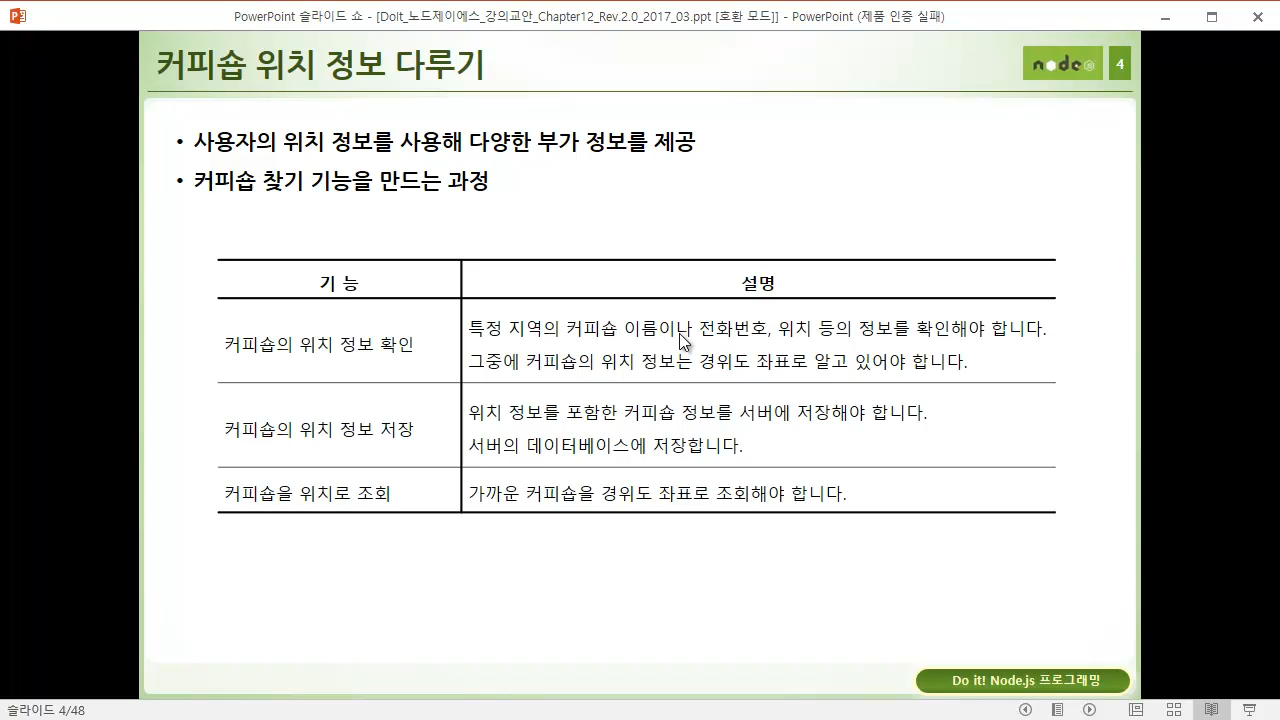 PowerPoint 슬라이드 쇼 - [DoIt_노드제이에스_강의교안_Chapter12_Rev.2.0_2017_03.ppt [호환 모드]] - PowerPoint (제품 인증 실패)
커피숍 위치 정보 다루기
node
4
• 사용자의 위치 정보를 사용해 다양한 부가 정보를 제공
• 커피숍 찾기 기능을 만드는 과정
기 능
설명
커피숍의 위치 정보 확인
특정 지역의 커피숍 이름이나 전화번호, 위치 등의 정보를 확인해야 합니다.
그중에 커피숍의 위치 정보는 경위도 좌표로 알고 있어야 합니다.
커피숍의 위치 정보 저장
위치 정보를 포함한 커피숍 정보를 서버에 저장해야 합니다.
서버의 데이터베이스에 저장합니다.
커피숍을 위치로 조회
가까운 커피숍을 경위도 좌표로 조회해야 합니다.
Do it! Node.js 프로그래밍
슬라이드 4/48